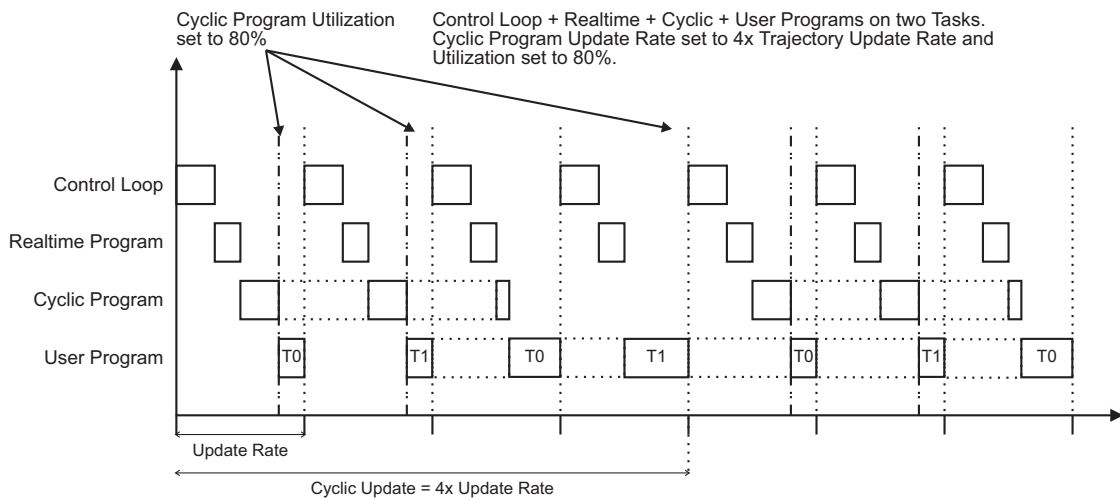 Cyclic Program Utilization
set to 80%
Control Loop + Realtime + Cyclic + User Programs on two Tasks.
Cyclic Program Update Rate set to 4x Trajectory Update Rate and
Utilization set to 80%.
Control Loop
Realtime Program
Cyclic Program
User Program
T0
T1
T0
T1
T0
T1
T0
Update Rate
Cyclic Update = 4x Update Rate